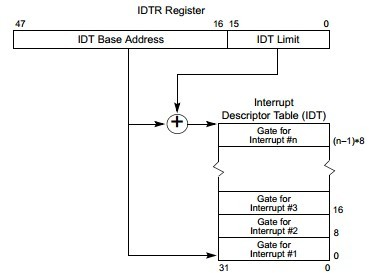 IDTR Register
47 16 15 0
IDT Base Address IDT Limit
+
Interrupt
Descriptor Table (IDT)
Gate for
Interrupt #n
(n–1)∗8
Gate for
Interrupt #3
16
Gate for
Interrupt #2
8
Gate for
Interrupt #1
0
31 0